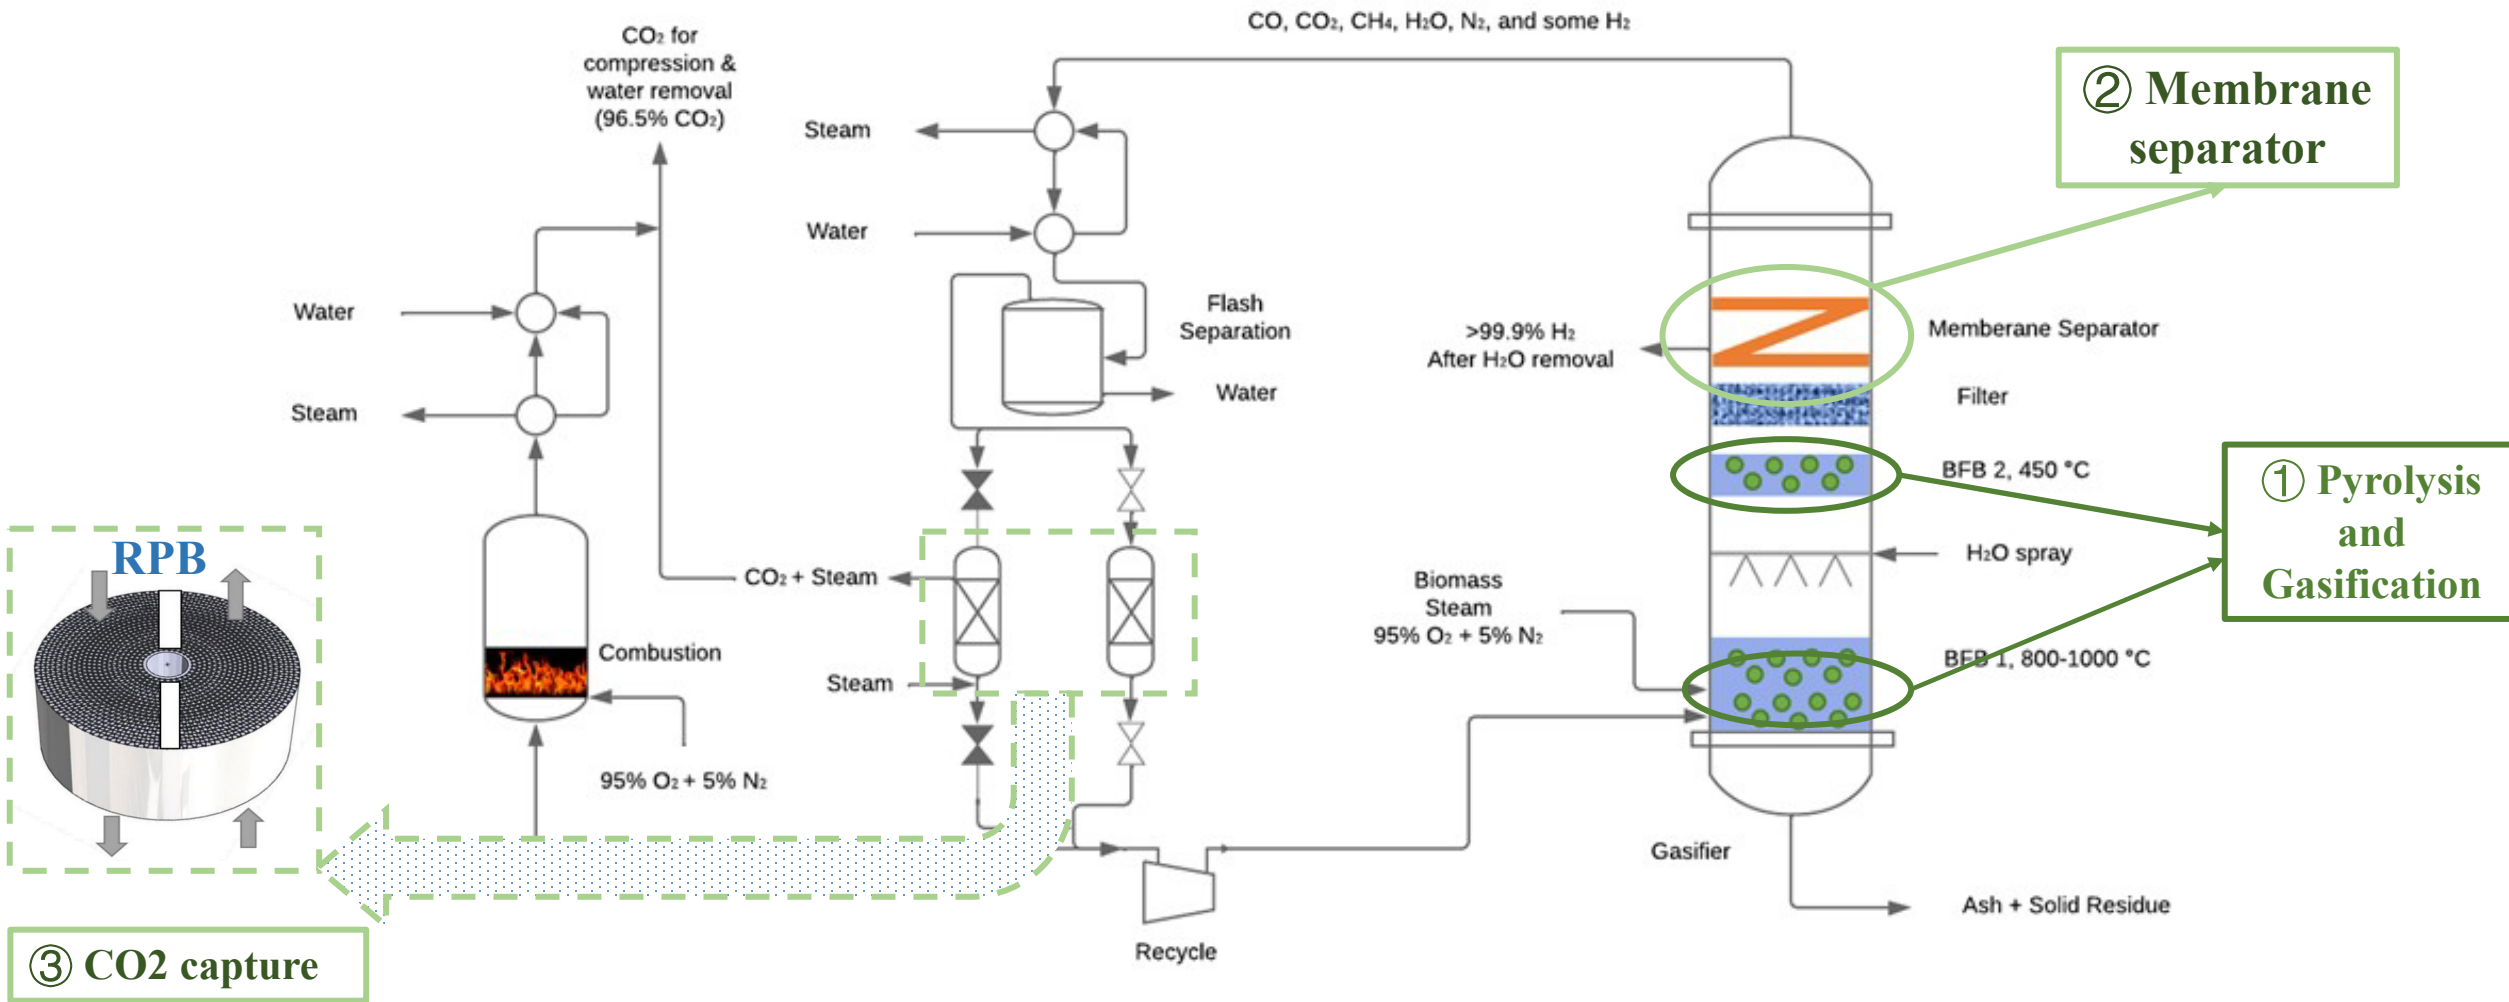 CO, CO₂, CH₄, H₂O, N₂, and some H₂
CO₂ for
compression &
water removal
(96.5% CO₂)
② Membrane
separator
Steam
Water
Water
Steam
Flash
Separation
Water
>99.9% H₂
After H₂O removal
Memberane Separator
Filter
BFB 2, 450 °C
① Pyrolysis
and
Gasification
H₂O spray
Biomass
Steam
95% O₂ + 5% N₂
BFB 1, 800-1000 °C
RPB
CO₂ + Steam
Combustion
Steam
95% O₂ + 5% N₂
Gasifier
Ash + Solid Residue
Recycle
③ CO2 capture